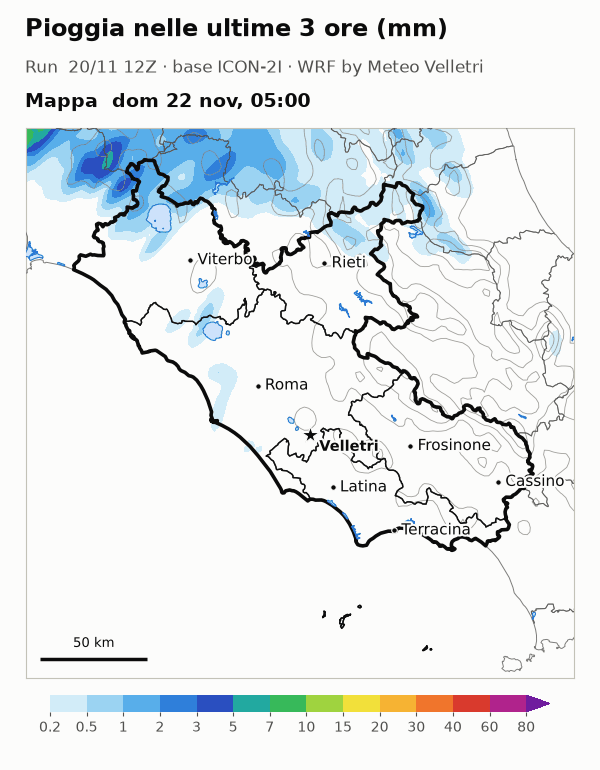 Pioggia nelle ultime 3 ore (mm)
Run 20/11 12Z · base ICON-2I · WRF by Meteo Velletri
Mappa dom 22 nov, 05:00
Viterbo
Rieti
Roma
Velletri
Frosinone
Latina
Cassino
Terracina
50 km
0.2 0.5 1 2 3 5 7 10 15 20 30 40 60 80